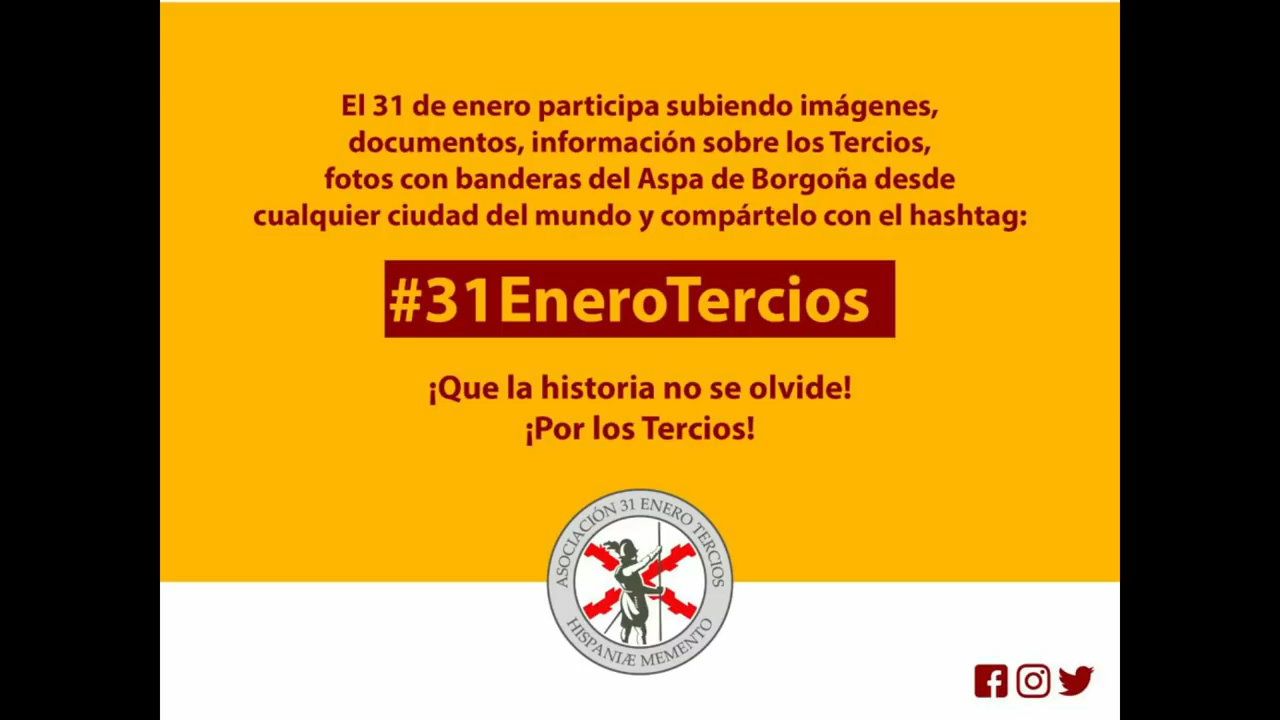 El 31 de enero participa subiendo imágenes,
documentos, información sobre los Tercios,
fotos con banderas del Aspa de Borgoña desde
cualquier ciudad del mundo y compártelo con el hashtag:
#31EneroTercios
¡Que la historia no se olvide!
¡Por los Tercios!
ASOCIACIÓN 31 ENERO TERCIOS
HISPANIÆ MEMENTO